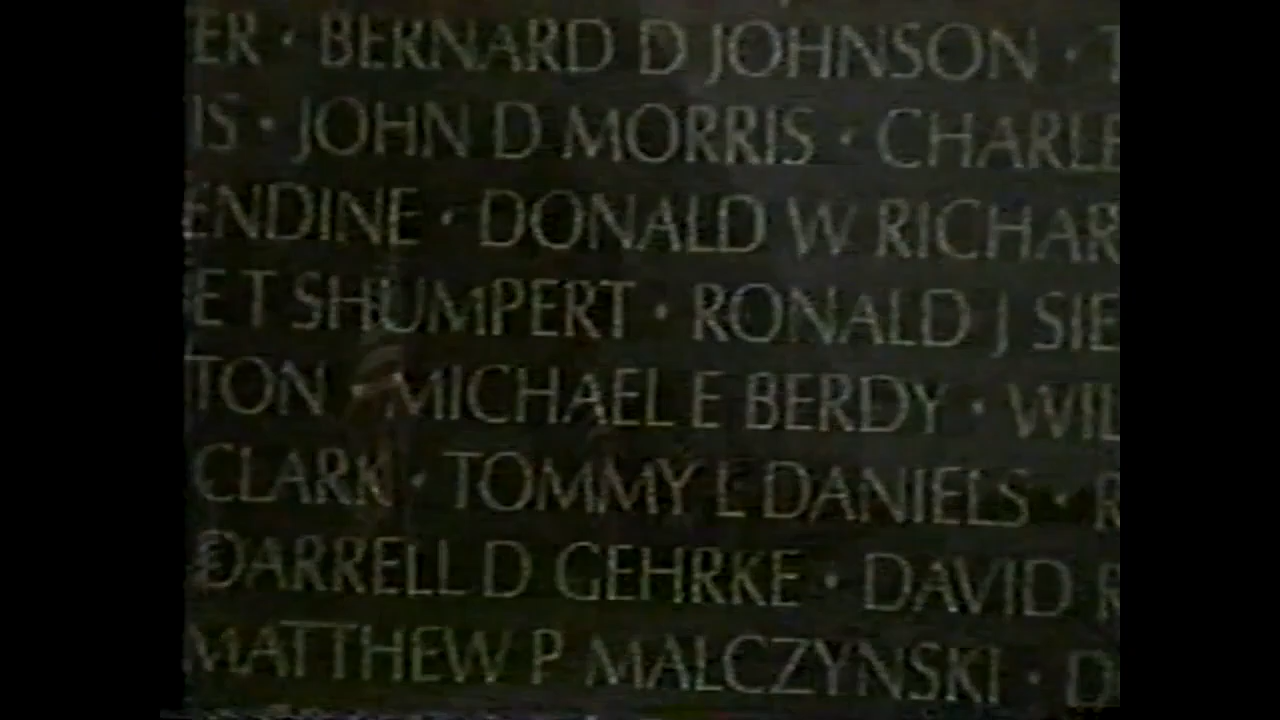 ER · BERNARD D JOHNSON · T
IS · JOHN D MORRIS · CHARLE
ENDINE · DONALD W RICHAR
E T SHUMPERT · RONALD J SIE
TON · MICHAEL E BERDY · WIL
CLARK · TOMMY L DANIELS · R
DARRELL D GEHRKE · DAVID R
MATTHEW P MALCZYNSKI · D